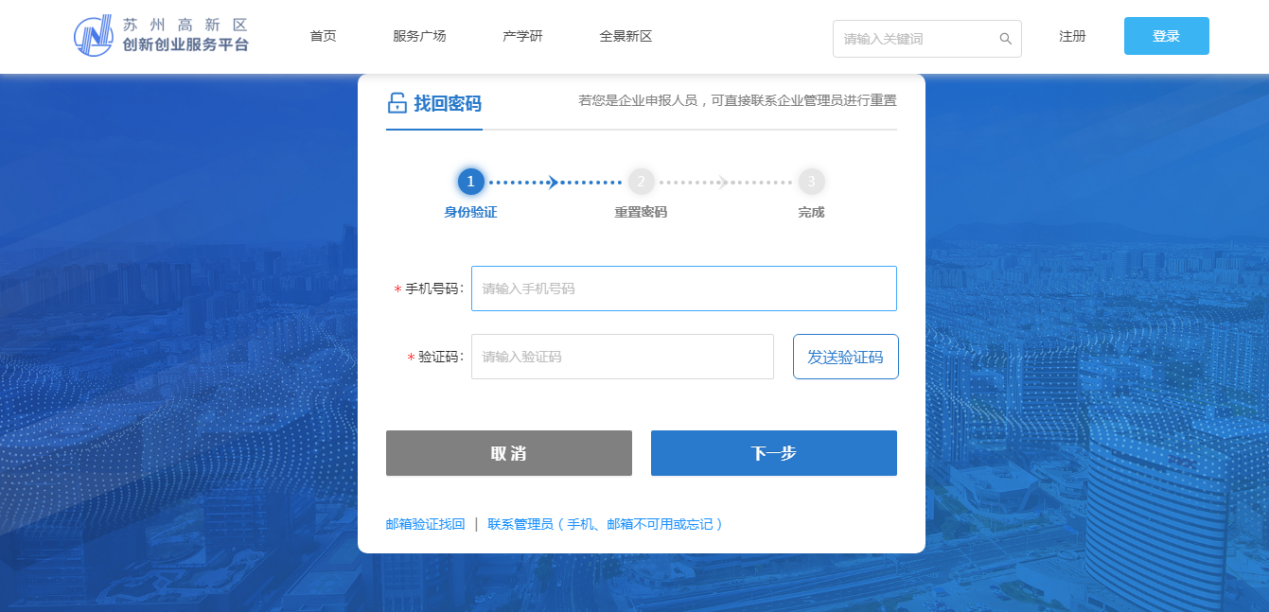 苏州高新区
创新创业服务平台
首页
服务广场
产学研
全景新区
请输入关键词
注册
登录
找回密码
若您是企业申报人员，可直接联系企业管理员进行重置
1
2
3
身份验证
重置密码
完成
* 手机号码：
请输入手机号码
* 验证码：
请输入验证码
发送验证码
取 消
下一步
邮箱验证找回 | 联系管理员（手机、邮箱不可用或忘记）